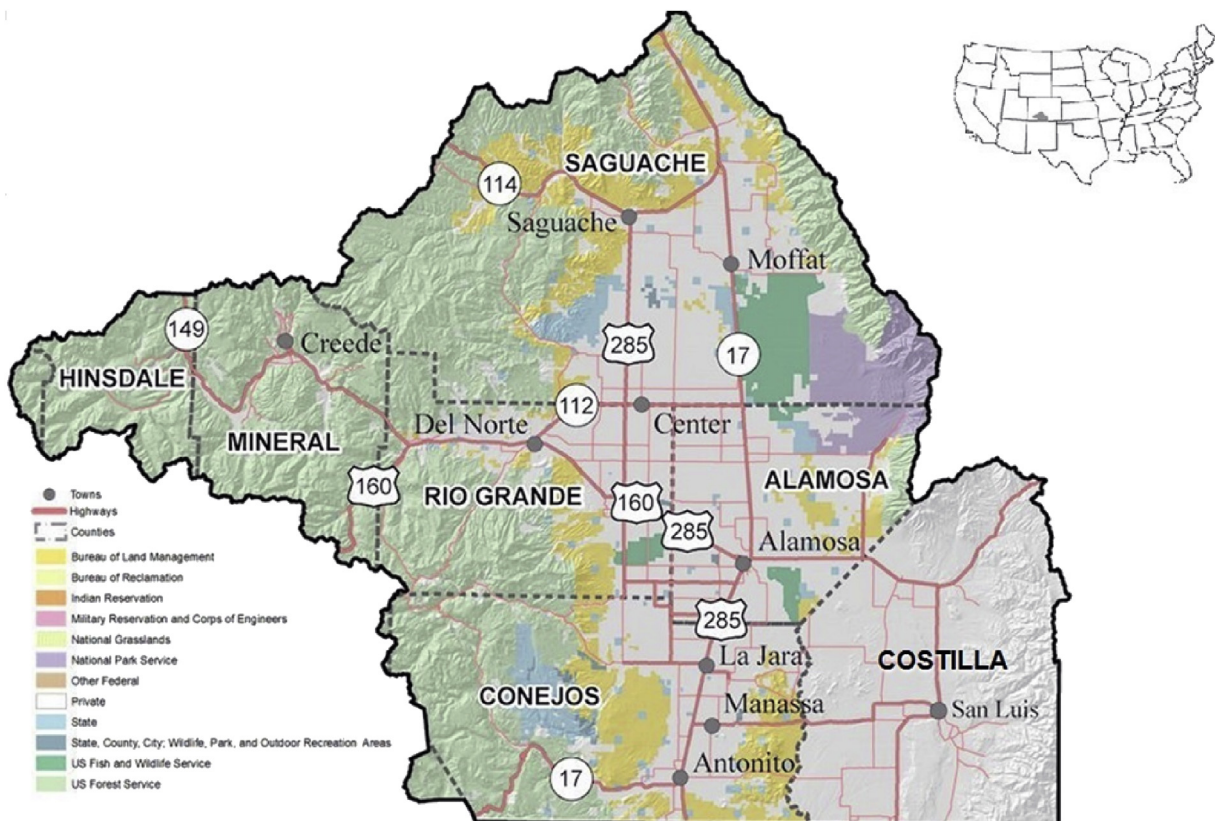 SAGUACHE
114
Saguache
Moffat
149
Creede
285
17
HINSDALE
112
Del Norte
Center
MINERAL
160
RIO GRANDE
160
ALAMOSA
285
Alamosa
285
La Jara
COSTILLA
CONEJOS
Manassa
San Luis
17
Antonito
Towns
Highways
Counties
Bureau of Land Management
Bureau of Reclamation
Indian Reservation
Military Reservation and Corps of Engineers
National Grasslands
National Park Service
Other Federal
Private
State
State, County, City; Wildlife, Park, and Outdoor Recreation Areas
US Fish and Wildlife Service
US Forest Service